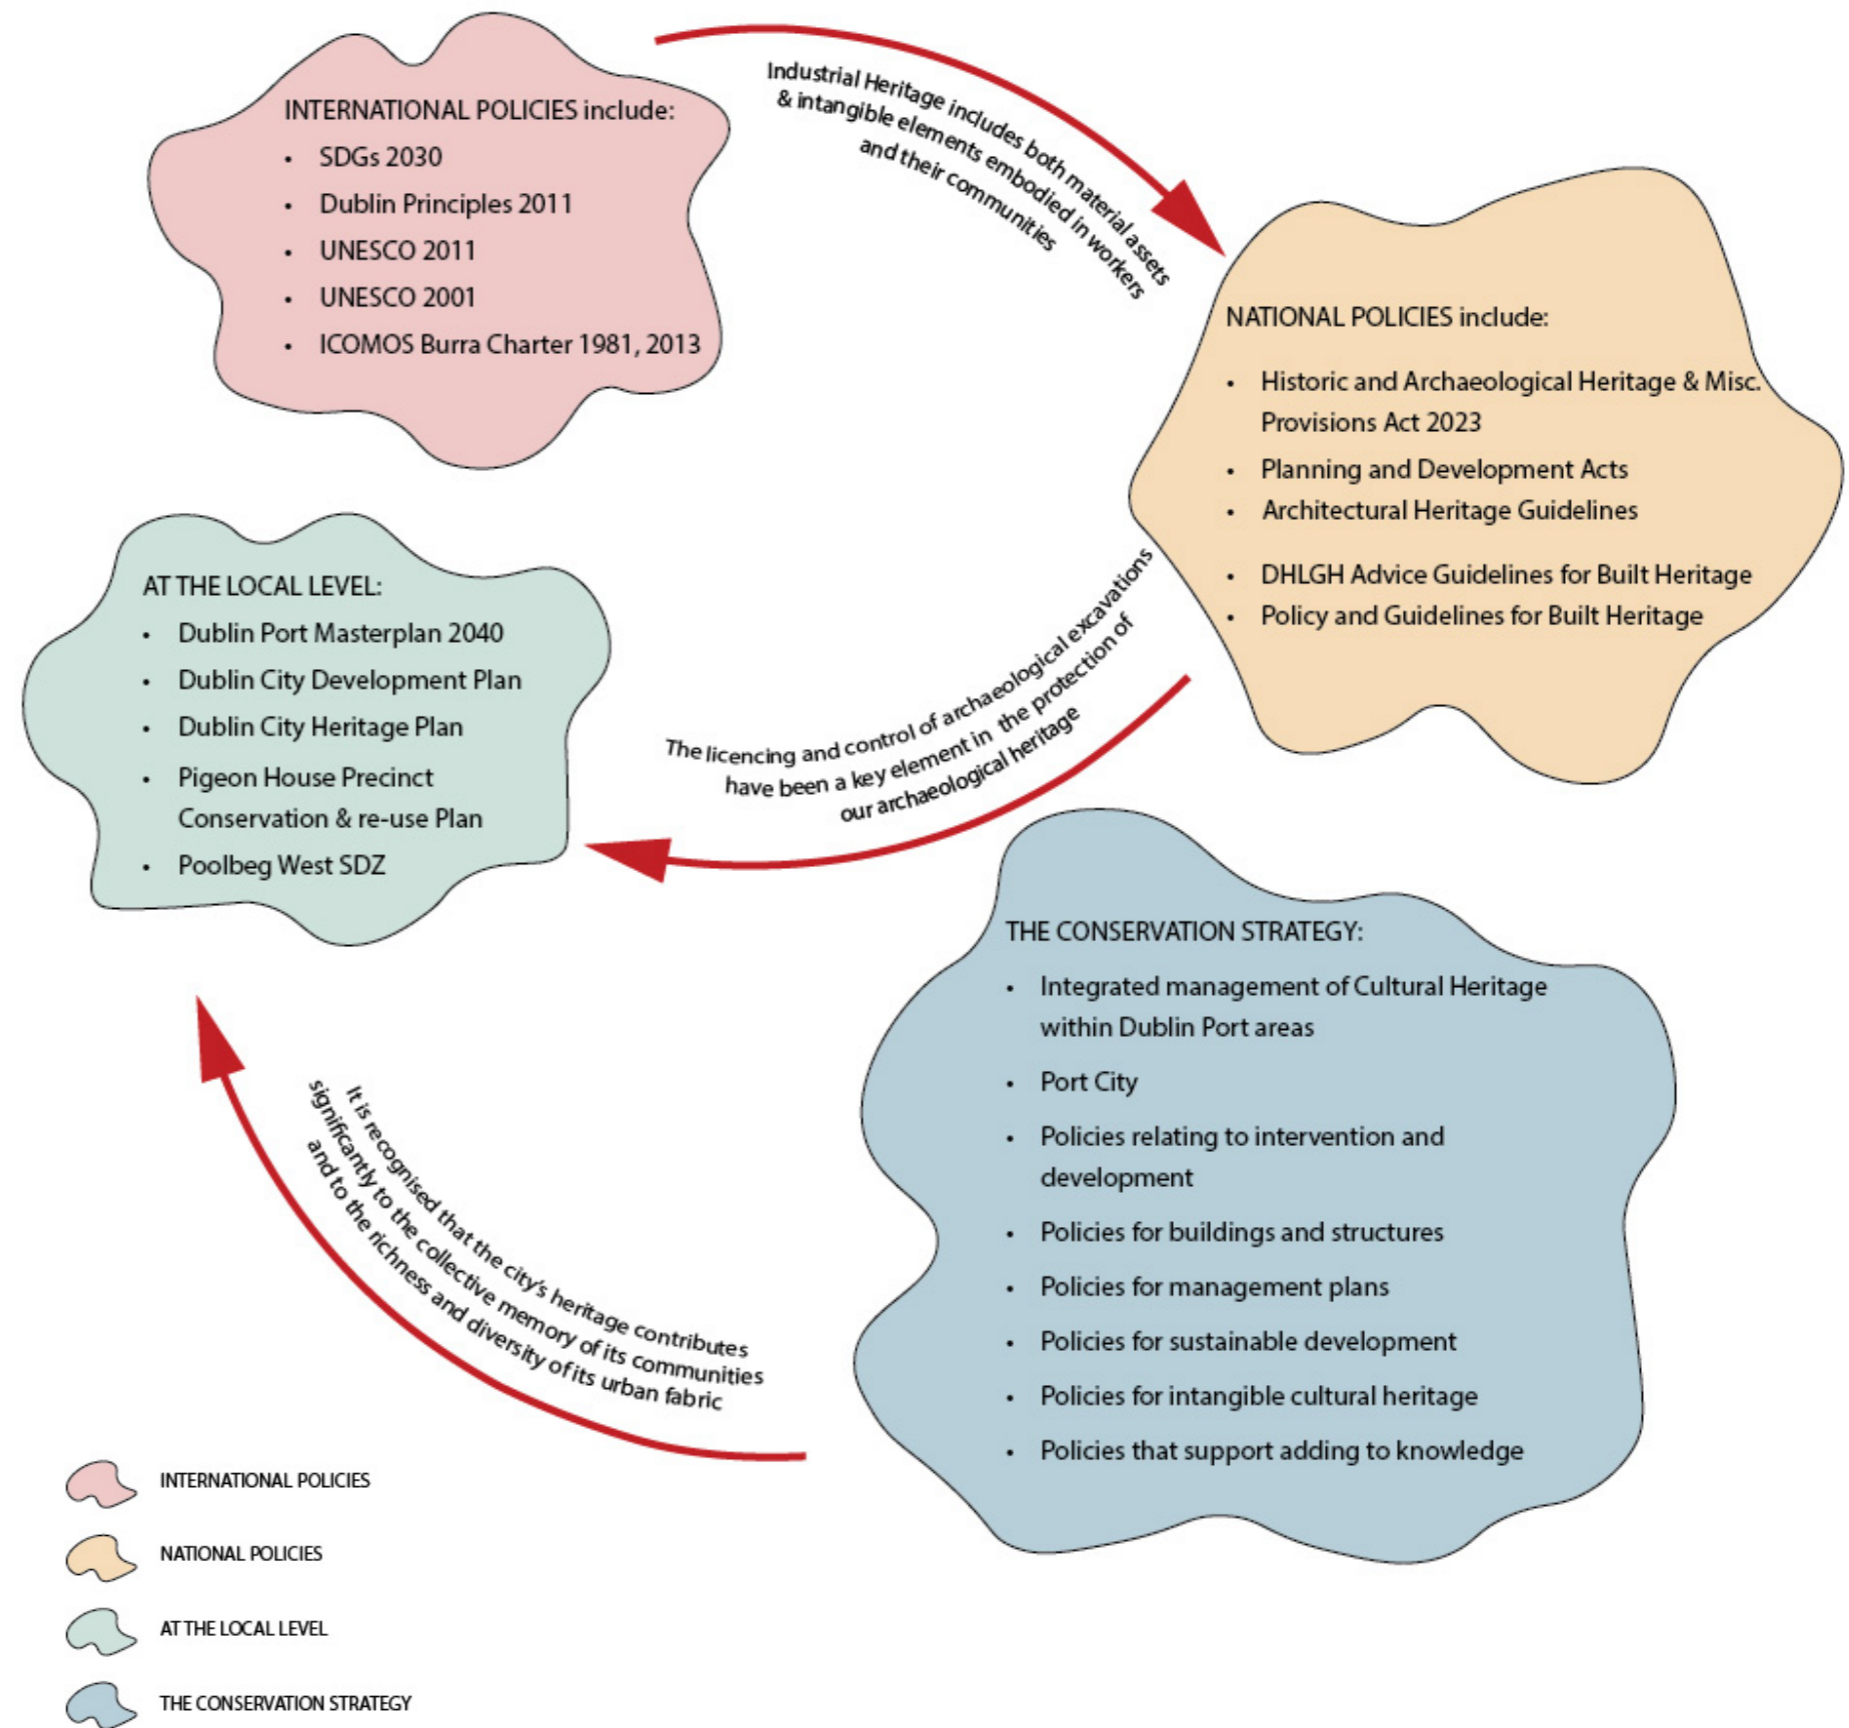 INTERNATIONAL POLICIES include:
• SDGs 2030
• Dublin Principles 2011
• UNESCO 2011
• UNESCO 2001
• ICOMOS Burra Charter 1981, 2013
Industrial Heritage includes both material assets
& intangible elements embodied in workers
and their communities
NATIONAL POLICIES include:
• Historic and Archaeological Heritage & Misc.
Provisions Act 2023
• Planning and Development Acts
• Architectural Heritage Guidelines
• DHLGH Advice Guidelines for Built Heritage
• Policy and Guidelines for Built Heritage
The licencing and control of archaeological excavations
have been a key element in the protection of
our archaeological heritage
AT THE LOCAL LEVEL:
• Dublin Port Masterplan 2040
• Dublin City Development Plan
• Dublin City Heritage Plan
• Pigeon House Precinct
Conservation & re-use Plan
• Poolbeg West SDZ
THE CONSERVATION STRATEGY:
• Integrated management of Cultural Heritage
within Dublin Port areas
• Port City
• Policies relating to intervention and
development
• Policies for buildings and structures
• Policies for management plans
• Policies for sustainable development
• Policies for intangible cultural heritage
• Policies that support adding to knowledge
It is recognised that the city's heritage contributes
significantly to the collective memory of its communities
and to the richness and diversity of its urban fabric
INTERNATIONAL POLICIES
NATIONAL POLICIES
AT THE LOCAL LEVEL
THE CONSERVATION STRATEGY